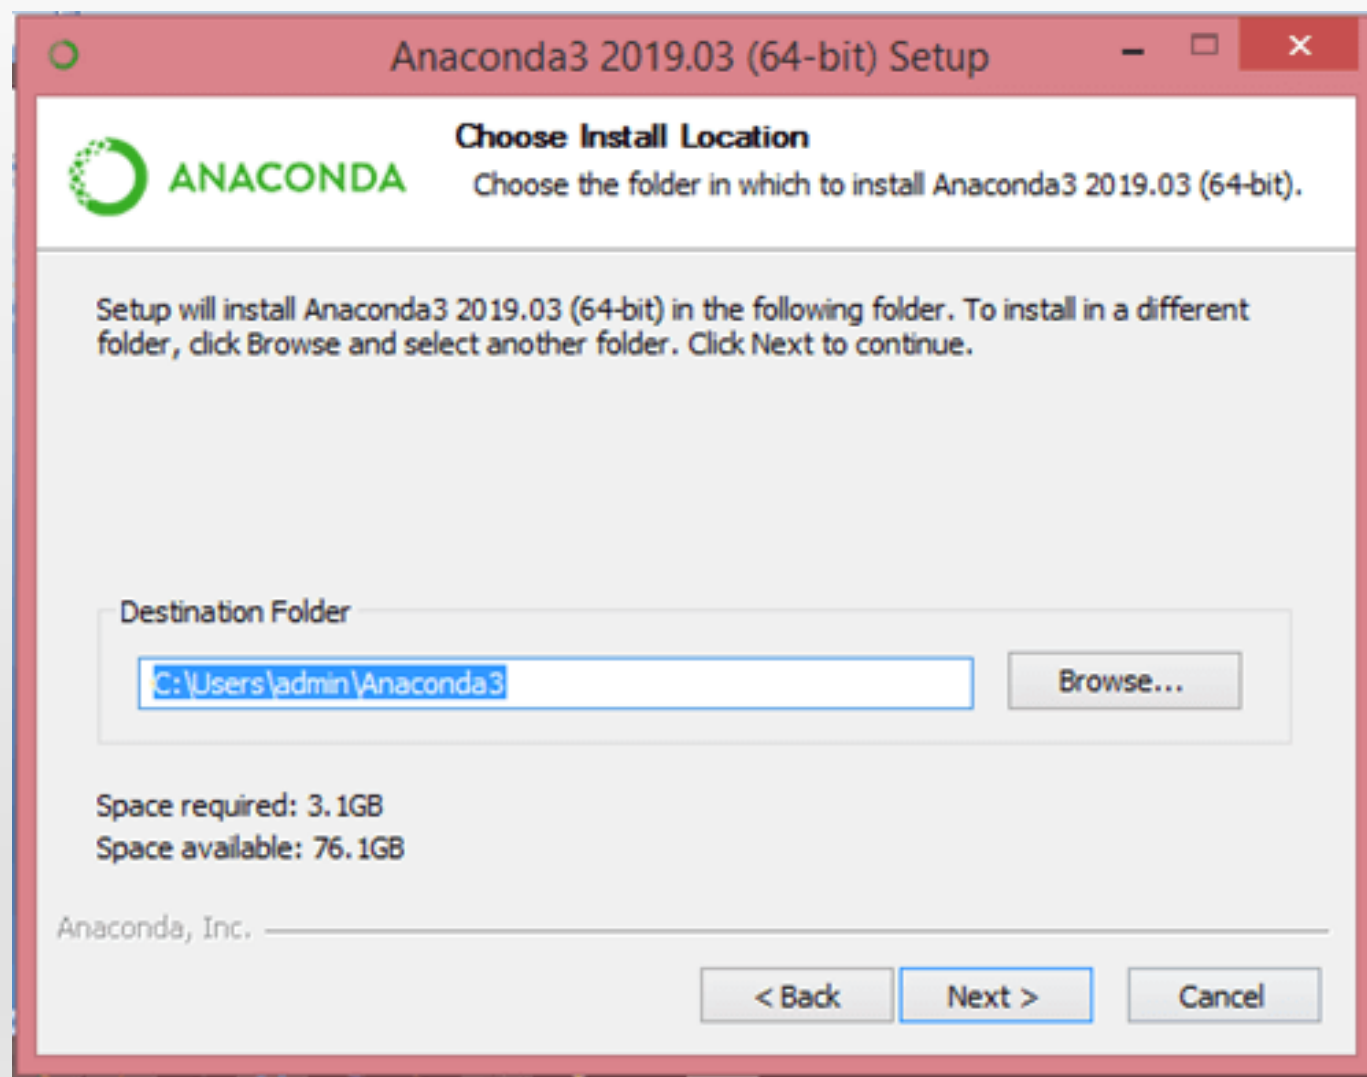 Anaconda3 2019.03 (64-bit) Setup
ANACONDA
Choose Install Location
Choose the folder in which to install Anaconda3 2019.03 (64-bit).
Setup will install Anaconda3 2019.03 (64-bit) in the following folder. To install in a different
folder, click Browse and select another folder. Click Next to continue.
Destination Folder
C:\Users\admin\Anaconda3
Browse...
Space required: 3.1GB
Space available: 76.1GB
Anaconda, Inc.
< Back
Next >
Cancel